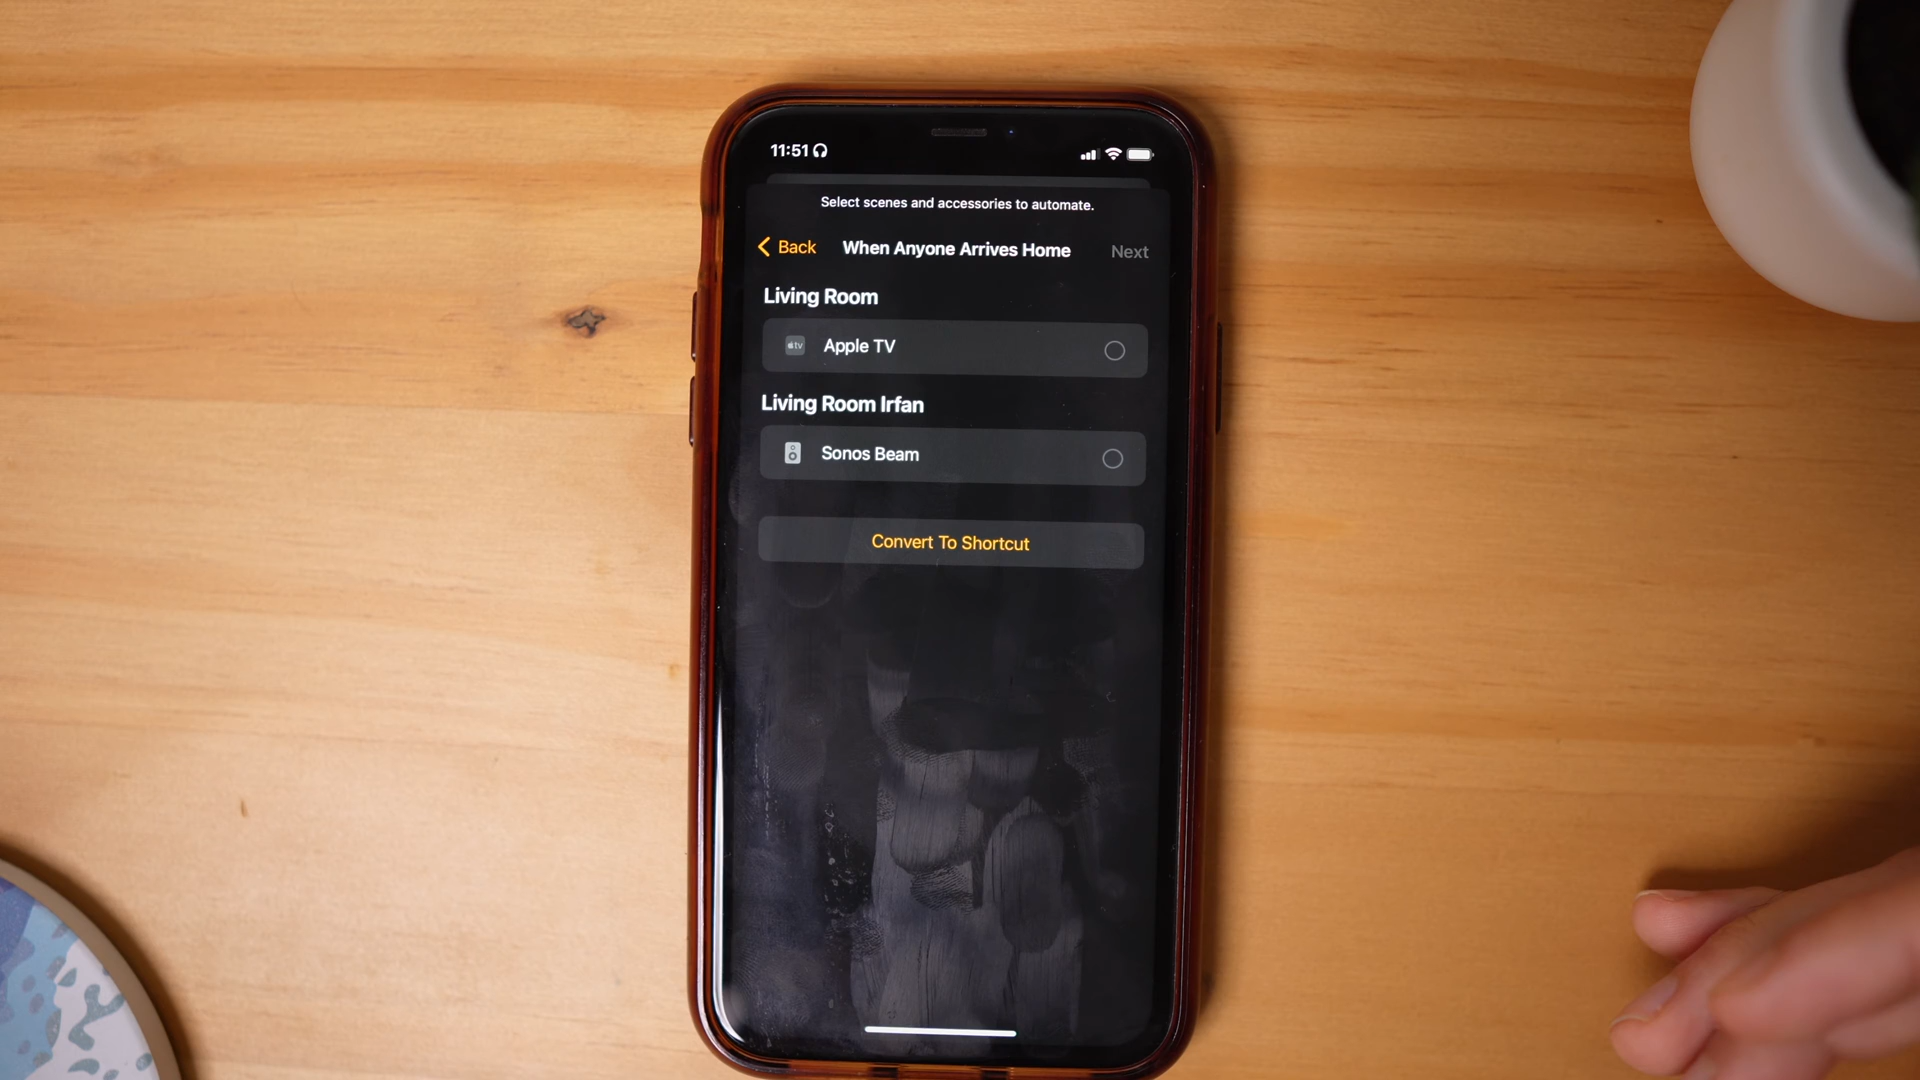 11:51
Select scenes and accessories to automate.
Back When Anyone Arrives Home Next
Living Room
tv Apple TV
Living Room Irfan
Sonos Beam
Convert To Shortcut